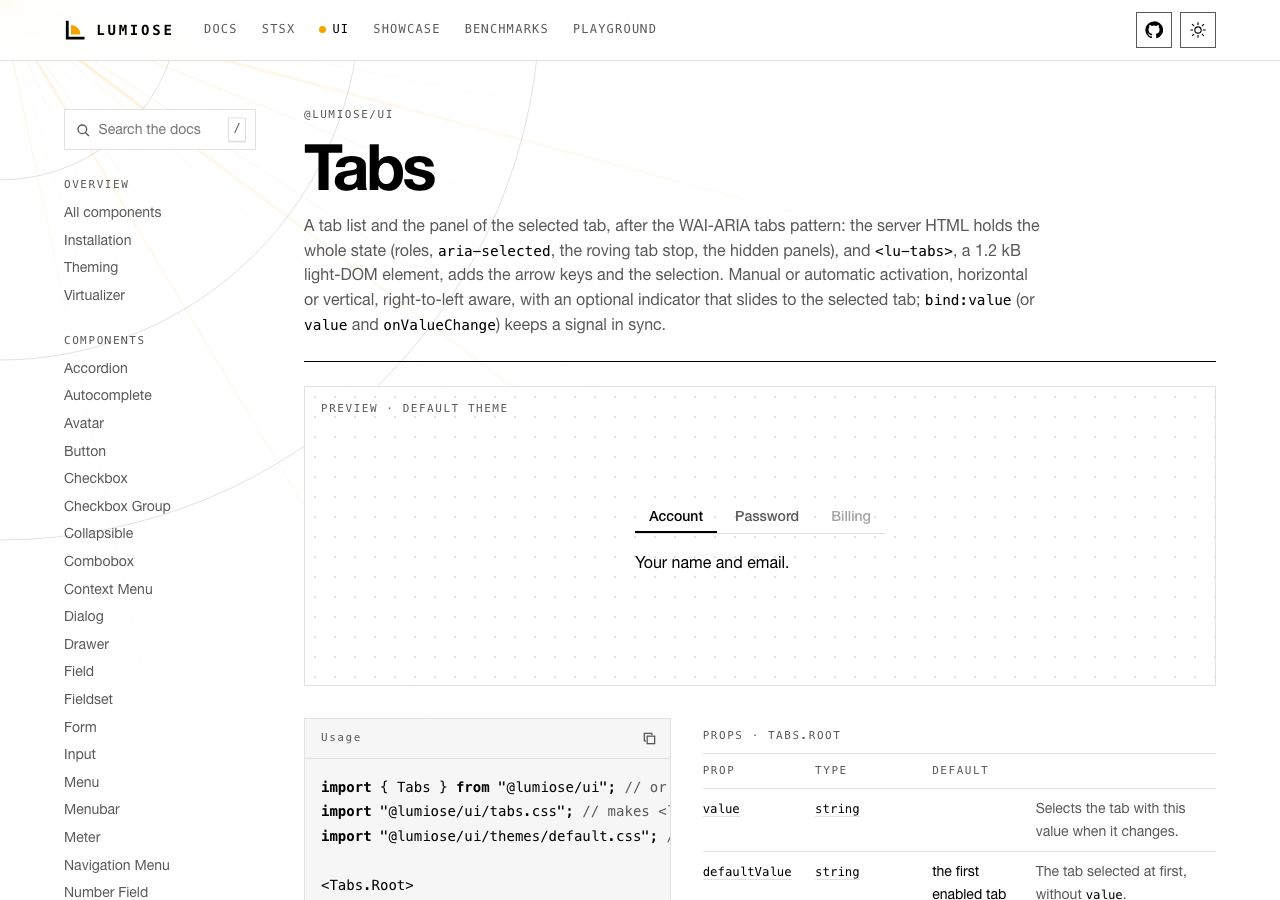 LUMIOSE
DOCS STSX UI SHOWCASE BENCHMARKS PLAYGROUND
Search the docs /
OVERVIEW
All components
Installation
Theming
Virtualizer
COMPONENTS
Accordion
Autocomplete
Avatar
Button
Checkbox
Checkbox Group
Collapsible
Combobox
Context Menu
Dialog
Drawer
Field
Fieldset
Form
Input
Menu
Menubar
Meter
Navigation Menu
Number Field
@LUMIOSE/UI
Tabs
A tab list and the panel of the selected tab, after the WAI-ARIA tabs pattern: the server HTML holds the
whole state (roles, aria-selected, the roving tab stop, the hidden panels), and <lu-tabs>, a 1.2 kB
light-DOM element, adds the arrow keys and the selection. Manual or automatic activation, horizontal
or vertical, right-to-left aware, with an optional indicator that slides to the selected tab; bind:value (or
value and onValueChange) keeps a signal in sync.
PREVIEW · DEFAULT THEME
Account Password Billing
Your name and email.
Usage
import { Tabs } from "@lumiose/ui"; // or
import "@lumiose/ui/tabs.css"; // makes <
import "@lumiose/ui/themes/default.css"; /
<Tabs.Root>
PROPS · TABS.ROOT
PROP TYPE DEFAULT
value string Selects the tab with this
value when it changes.
defaultValue string the first The tab selected at first,
enabled tab without value.